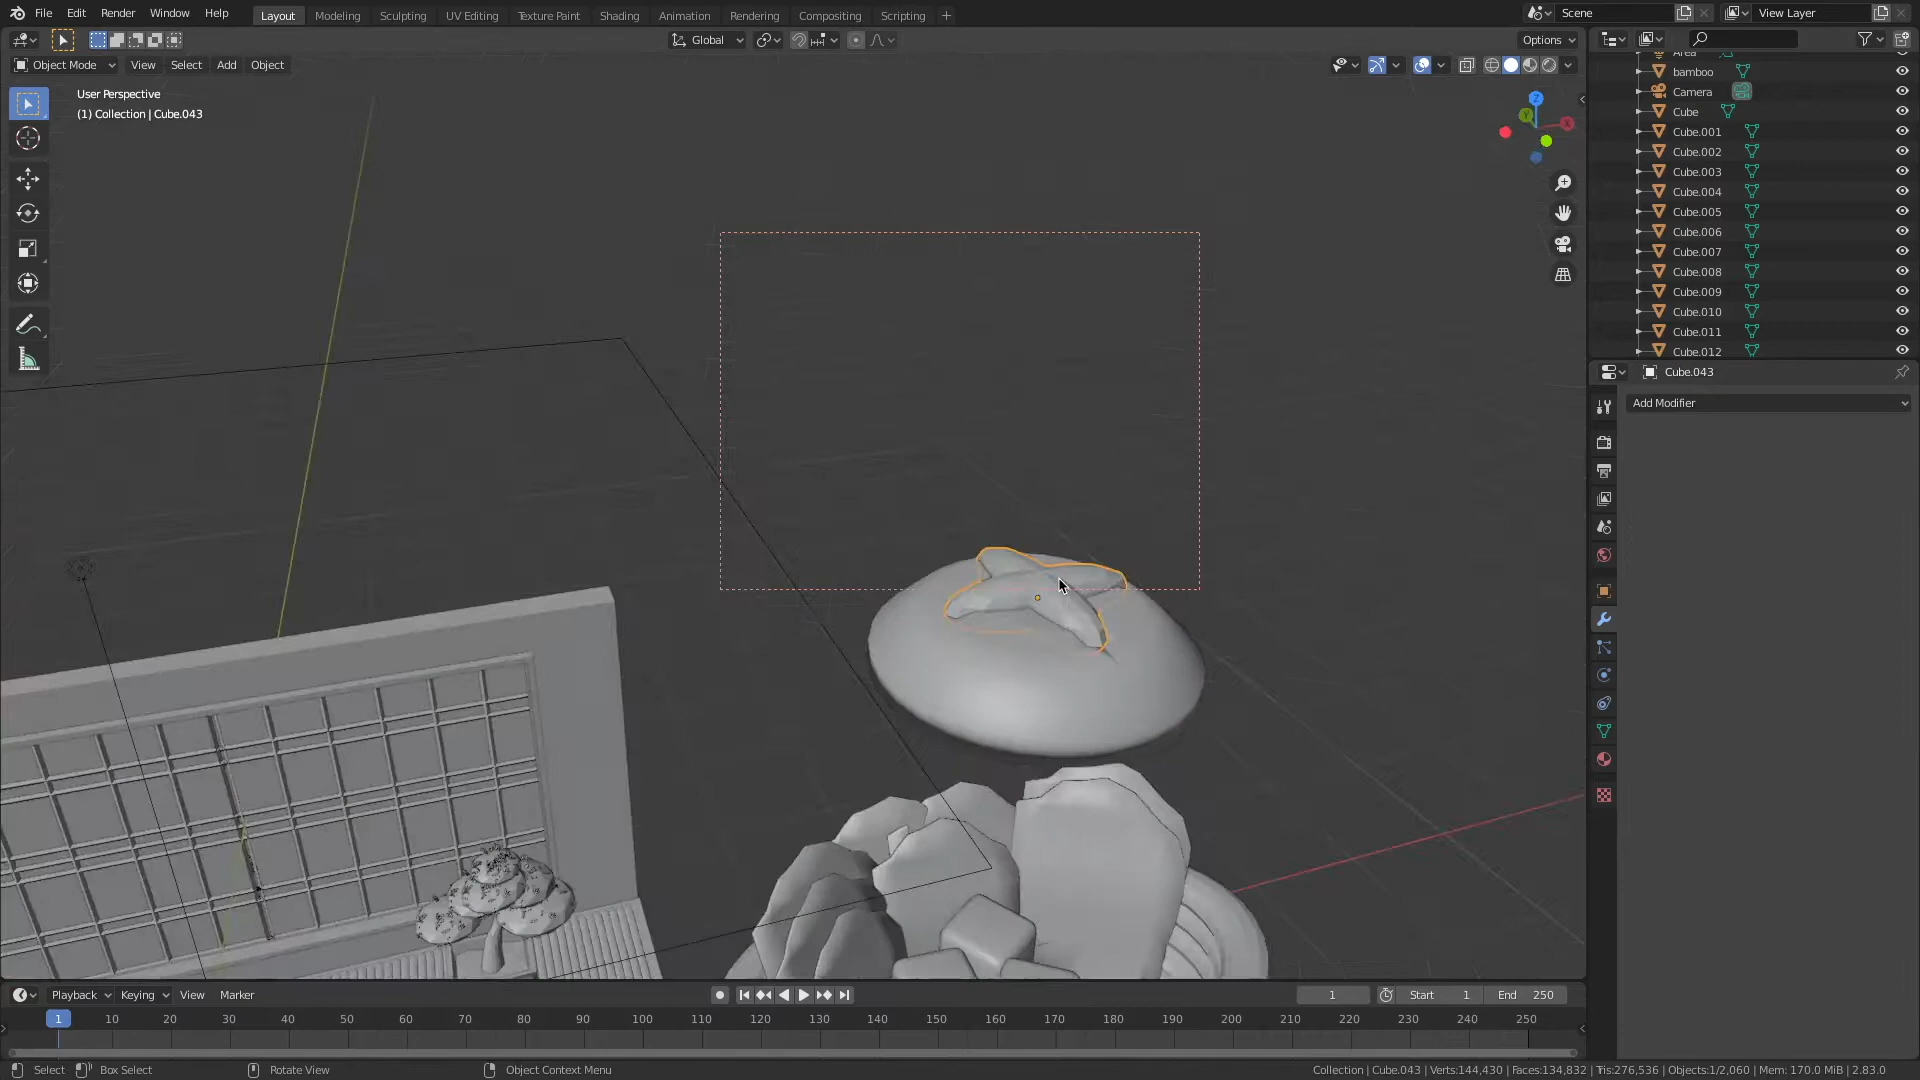 File Edit Render Window Help
Layout Modeling Sculpting UV Editing Texture Paint Shading Animation Rendering Compositing Scripting +
Scene
View Layer
Global
Options
Object Mode View Select Add Object
User Perspective
(1) Collection | Cube.043
Z
Y
X
Area
bamboo
Camera
Cube
Cube.001
Cube.002
Cube.003
Cube.004
Cube.005
Cube.006
Cube.007
Cube.008
Cube.009
Cube.010
Cube.011
Cube.012
Cube.043
Add Modifier
Playback Keying View Marker
1
Start 1
End 250
1 10 20 30 40 50 60 70 80 90 100 110 120 130 140 150 160 170 180 190 200 210 220 230 240 250
Select Box Select Rotate View Object Context Menu
Collection | Cube.043 | Verts:144,430 | Faces:134,832 | Tris:276,536 | Objects:1/2,060 | Mem: 170.0 MiB | 2.83.0